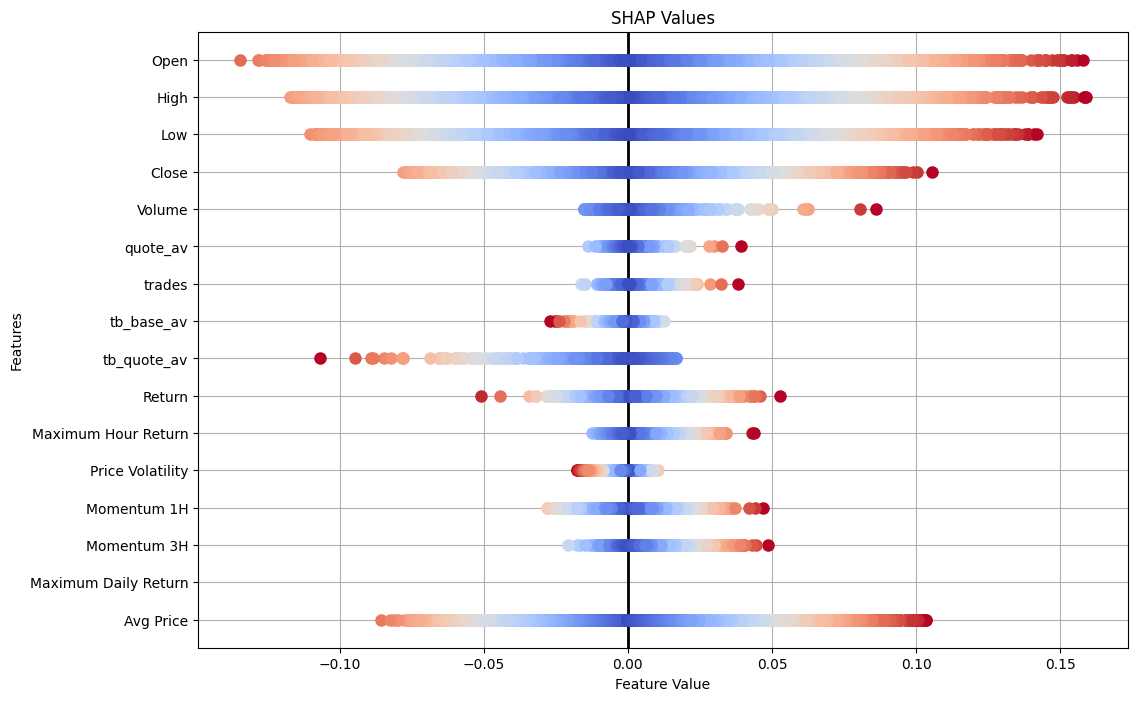 SHAP Values
Features
Open
High
Low
Close
Volume
quote_av
trades
tb_base_av
tb_quote_av
Return
Maximum Hour Return
Price Volatility
Momentum 1H
Momentum 3H
Maximum Daily Return
Avg Price
−0.10 −0.05 0.00 0.05 0.10 0.15
Feature Value